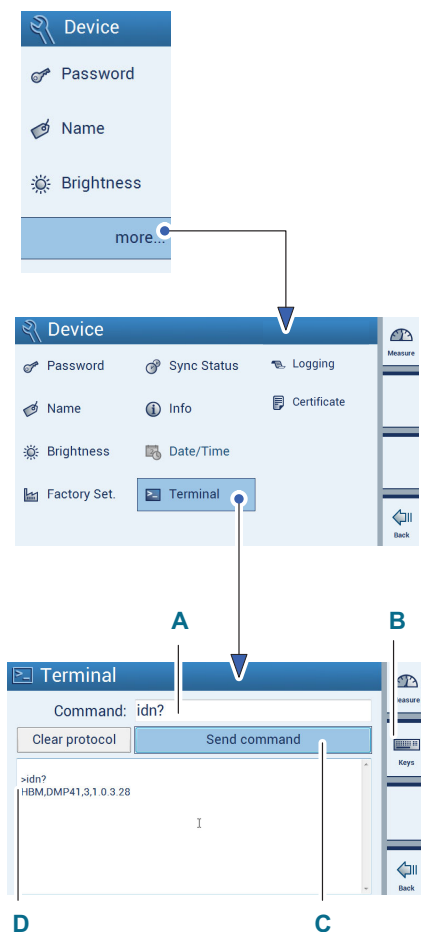 Device
Password
Name
Brightness
more...
Device
Measure
Password Sync Status Logging
Name Info Certificate
Brightness Date/Time
Factory Set. Terminal
Back
A B
Terminal
easure
Command: idn?
Clear protocol Send command
Keys
>idn?
HBM,DMP41,3,1.0.3.28
Back
D C